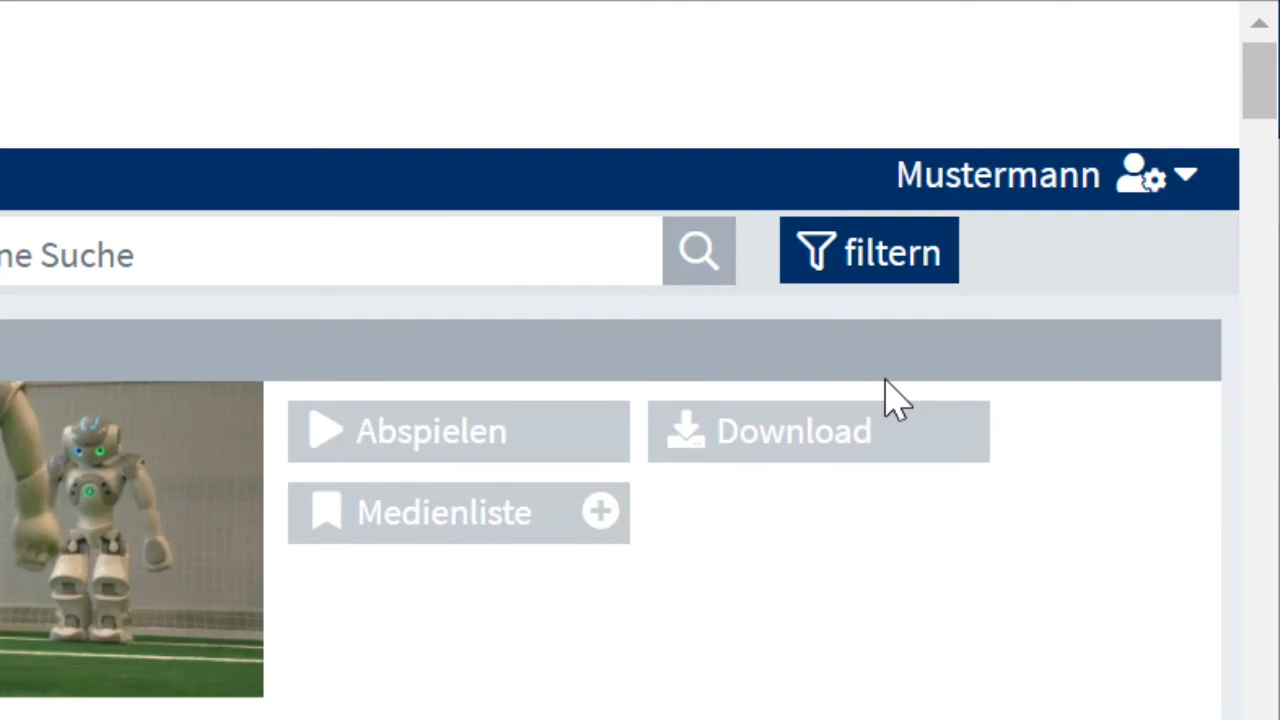 Mustermann
ne Suche
filtern
Abspielen
Download
Medienliste